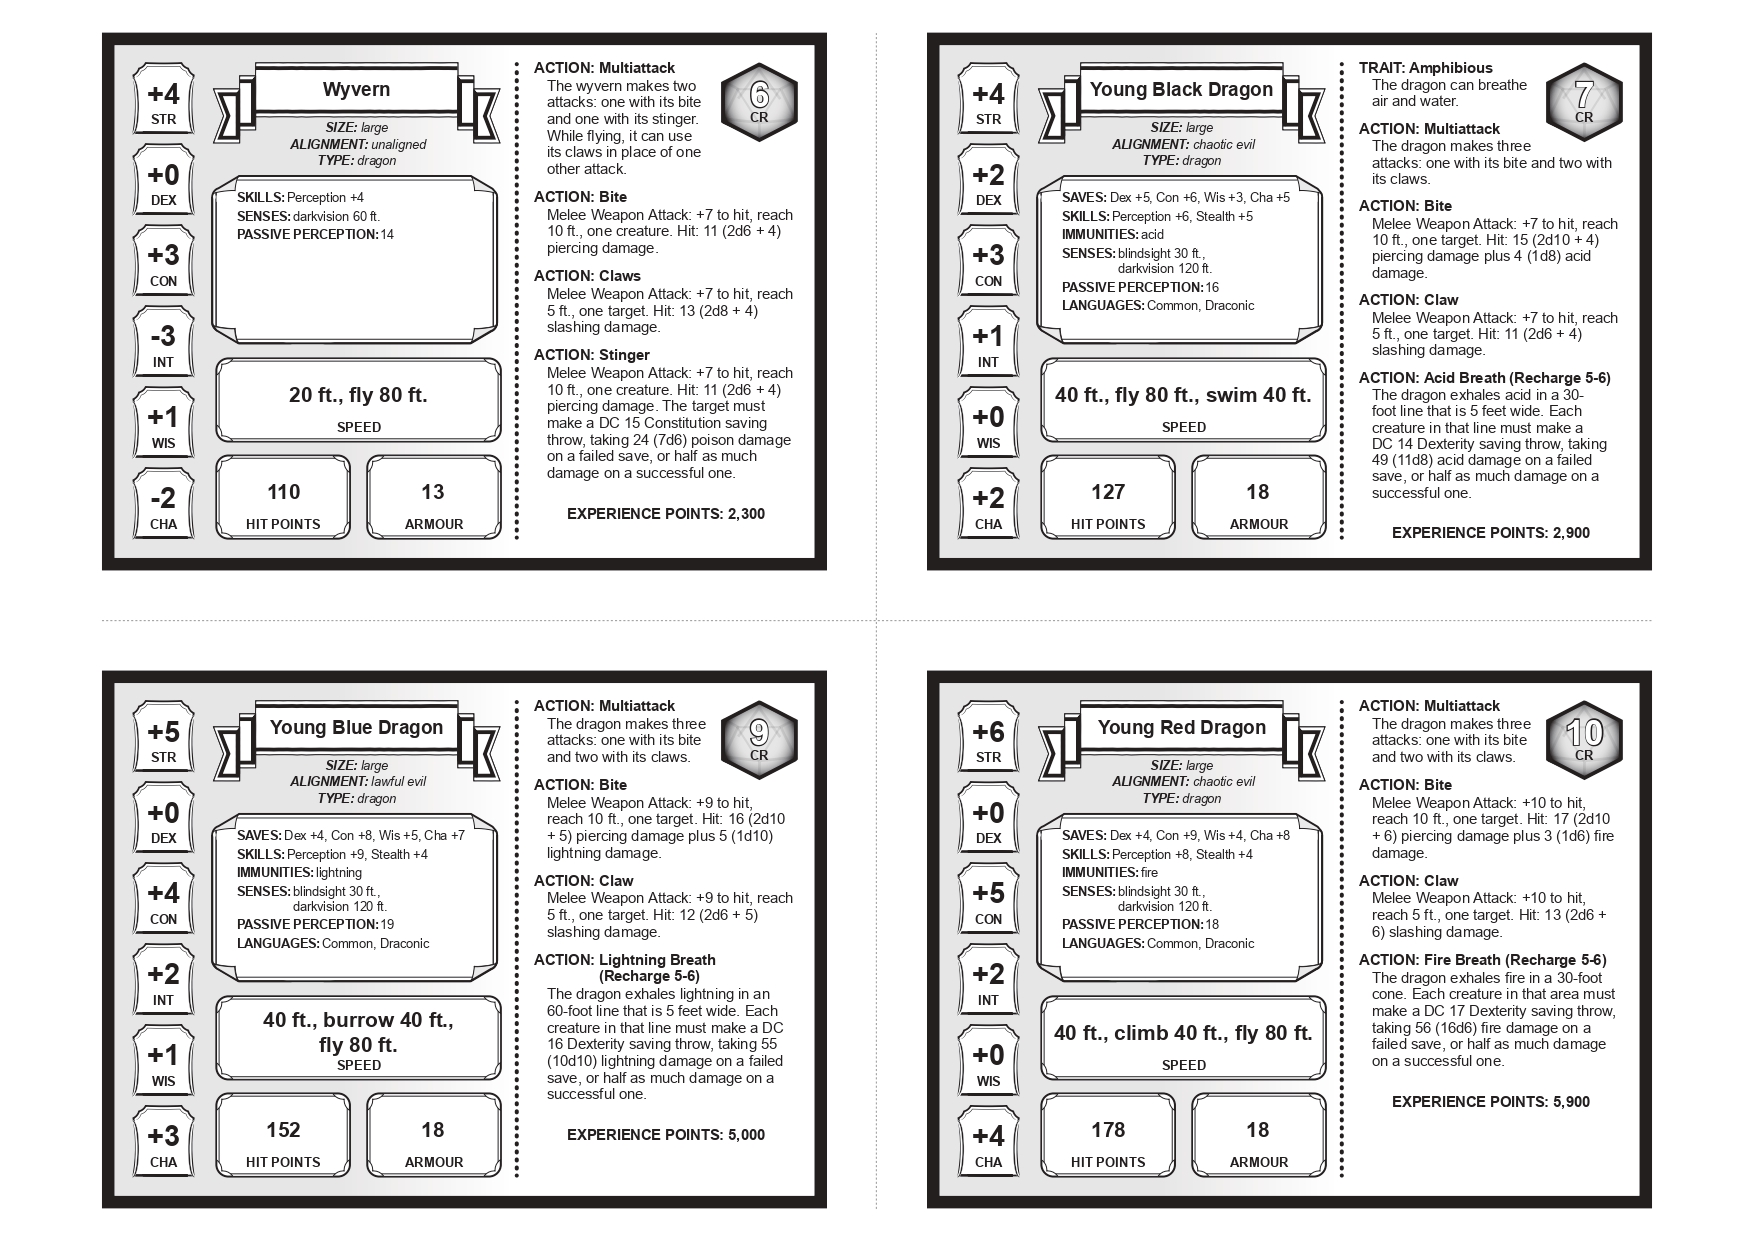 +4
STR
+0
DEX
+3
CON
-3
INT
+1
WIS
-2
CHA
Wyvern
SIZE: large
ALIGNMENT: unaligned
TYPE: dragon
SKILLS: Perception +4
SENSES: darkvision 60 ft.
PASSIVE PERCEPTION: 14
20 ft., fly 80 ft.
SPEED
110
HIT POINTS
13
ARMOUR
ACTION: Multiattack
The wyvern makes two
attacks: one with its bite
and one with its stinger.
While flying, it can use
its claws in place of one
other attack.
6
CR
ACTION: Bite
Melee Weapon Attack: +7 to hit, reach
10 ft., one creature. Hit: 11 (2d6 + 4)
piercing damage.
ACTION: Claws
Melee Weapon Attack: +7 to hit, reach
5 ft., one target. Hit: 13 (2d8 + 4)
slashing damage.
ACTION: Stinger
Melee Weapon Attack: +7 to hit, reach
10 ft., one creature. Hit: 11 (2d6 + 4)
piercing damage. The target must
make a DC 15 Constitution saving
throw, taking 24 (7d6) poison damage
on a failed save, or half as much
damage on a successful one.
EXPERIENCE POINTS: 2,300
+4
STR
+2
DEX
+3
CON
+1
INT
+0
WIS
+2
CHA
Young Black Dragon
SIZE: large
ALIGNMENT: chaotic evil
TYPE: dragon
SAVES: Dex +5, Con +6, Wis +3, Cha +5
SKILLS: Perception +6, Stealth +5
IMMUNITIES: acid
SENSES: blindsight 30 ft.,
darkvision 120 ft.
PASSIVE PERCEPTION: 16
LANGUAGES: Common, Draconic
40 ft., fly 80 ft., swim 40 ft.
SPEED
127
HIT POINTS
18
ARMOUR
TRAIT: Amphibious
The dragon can breathe
air and water.
7
CR
ACTION: Multiattack
The dragon makes three
attacks: one with its bite and two with
its claws.
ACTION: Bite
Melee Weapon Attack: +7 to hit, reach
10 ft., one target. Hit: 15 (2d10 + 4)
piercing damage plus 4 (1d8) acid
damage.
ACTION: Claw
Melee Weapon Attack: +7 to hit, reach
5 ft., one target. Hit: 11 (2d6 + 4)
slashing damage.
ACTION: Acid Breath (Recharge 5-6)
The dragon exhales acid in a 30-
foot line that is 5 feet wide. Each
creature in that line must make a
DC 14 Dexterity saving throw, taking
49 (11d8) acid damage on a failed
save, or half as much damage on a
successful one.
EXPERIENCE POINTS: 2,900
+5
STR
+0
DEX
+4
CON
+2
INT
+1
WIS
+3
CHA
Young Blue Dragon
SIZE: large
ALIGNMENT: lawful evil
TYPE: dragon
SAVES: Dex +4, Con +8, Wis +5, Cha +7
SKILLS: Perception +9, Stealth +4
IMMUNITIES: lightning
SENSES: blindsight 30 ft.,
darkvision 120 ft.
PASSIVE PERCEPTION: 19
LANGUAGES: Common, Draconic
40 ft., burrow 40 ft.,
fly 80 ft.
SPEED
152
HIT POINTS
18
ARMOUR
ACTION: Multiattack
The dragon makes three
attacks: one with its bite
and two with its claws.
9
CR
ACTION: Bite
Melee Weapon Attack: +9 to hit,
reach 10 ft., one target. Hit: 16 (2d10
+ 5) piercing damage plus 5 (1d10)
lightning damage.
ACTION: Claw
Melee Weapon Attack: +9 to hit, reach
5 ft., one target. Hit: 12 (2d6 + 5)
slashing damage.
ACTION: Lightning Breath
(Recharge 5-6)
The dragon exhales lightning in an
60-foot line that is 5 feet wide. Each
creature in that line must make a DC
16 Dexterity saving throw, taking 55
(10d10) lightning damage on a failed
save, or half as much damage on a
successful one.
EXPERIENCE POINTS: 5,000
+6
STR
+0
DEX
+5
CON
+2
INT
+0
WIS
+4
CHA
Young Red Dragon
SIZE: large
ALIGNMENT: chaotic evil
TYPE: dragon
SAVES: Dex +4, Con +9, Wis +4, Cha +8
SKILLS: Perception +8, Stealth +4
IMMUNITIES: fire
SENSES: blindsight 30 ft.,
darkvision 120 ft.
PASSIVE PERCEPTION: 18
LANGUAGES: Common, Draconic
40 ft., climb 40 ft., fly 80 ft.
SPEED
178
HIT POINTS
18
ARMOUR
ACTION: Multiattack
The dragon makes three
attacks: one with its bite
and two with its claws.
10
CR
ACTION: Bite
Melee Weapon Attack: +10 to hit,
reach 10 ft., one target. Hit: 17 (2d10
+ 6) piercing damage plus 3 (1d6) fire
damage.
ACTION: Claw
Melee Weapon Attack: +10 to hit,
reach 5 ft., one target. Hit: 13 (2d6 +
6) slashing damage.
ACTION: Fire Breath (Recharge 5-6)
The dragon exhales fire in a 30-foot
cone. Each creature in that area must
make a DC 17 Dexterity saving throw,
taking 56 (16d6) fire damage on a
failed save, or half as much damage
on a successful one.
EXPERIENCE POINTS: 5,900